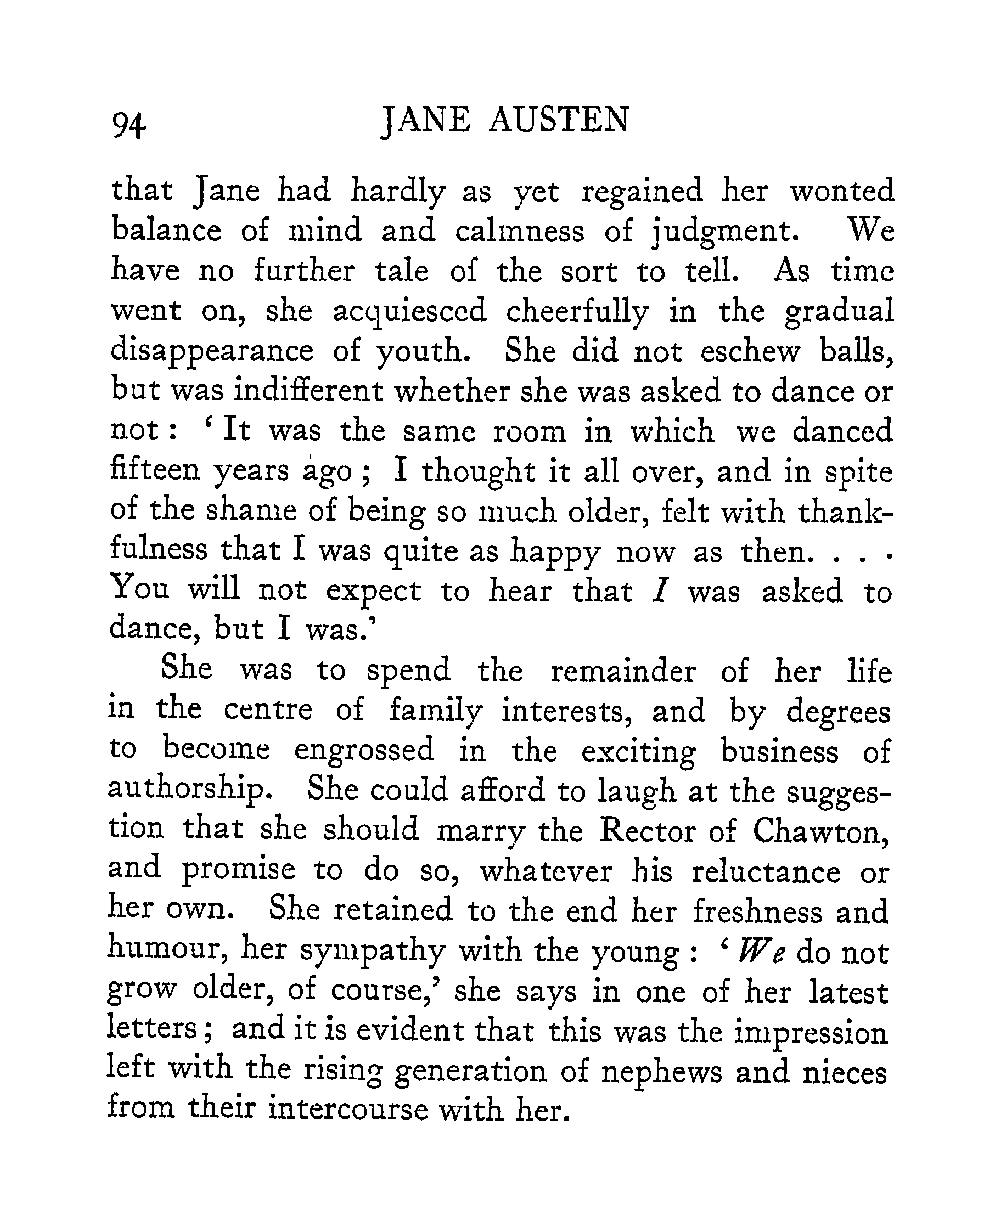 94 JANE AUSTEN
that Jane had hardly as yet regained her wonted
balance of mind and calmness of judgment. We
have no further tale of the sort to tell. As time
went on, she acquiesced cheerfully in the gradual
disappearance of youth. She did not eschew balls,
but was indifferent whether she was asked to dance or
not : ‘ It was the same room in which we danced
fifteen years ago ; I thought it all over, and in spite
of the shame of being so much older, felt with thank-
fulness that I was quite as happy now as then. . . .
You will not expect to hear that I was asked to
dance, but I was.’
She was to spend the remainder of her life
in the centre of family interests, and by degrees
to become engrossed in the exciting business of
authorship. She could afford to laugh at the sugges-
tion that she should marry the Rector of Chawton,
and promise to do so, whatever his reluctance or
her own. She retained to the end her freshness and
humour, her sympathy with the young : ‘ We do not
grow older, of course,’ she says in one of her latest
letters ; and it is evident that this was the impression
left with the rising generation of nephews and nieces
from their intercourse with her.